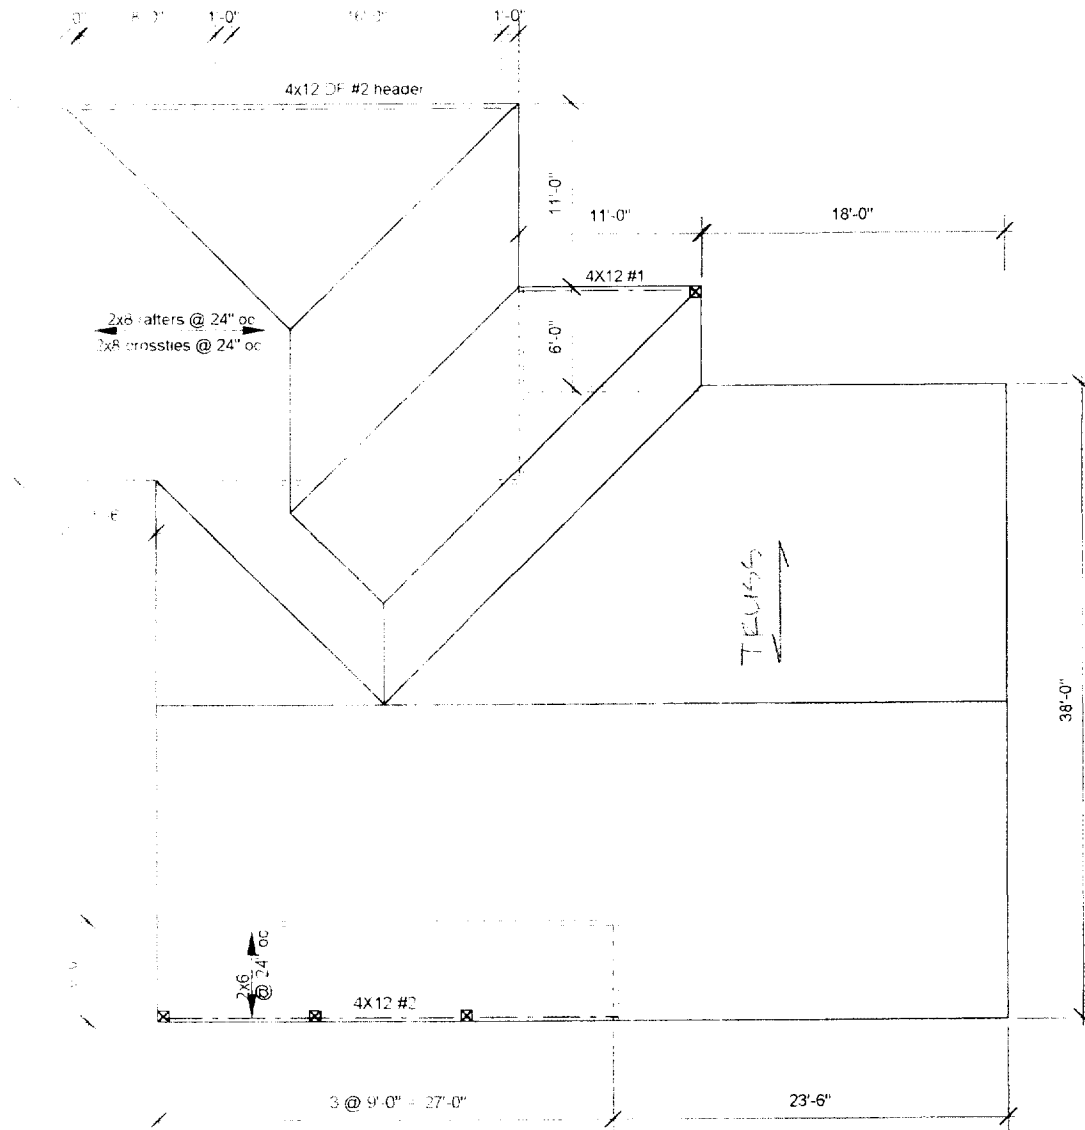 1'-0" 16'-0" 1'-0"
4x12 DF #2 header
11'-0"
11'-0"
18'-0"
4X12 #1
2x8 rafters @ 24" oc
2x8 crossties @ 24" oc
6'-0"
TRUSS
38'-0"
2x6
@ 24" oc
4X12 #2
3 @ 9'-0" = 27'-0"
23'-6"